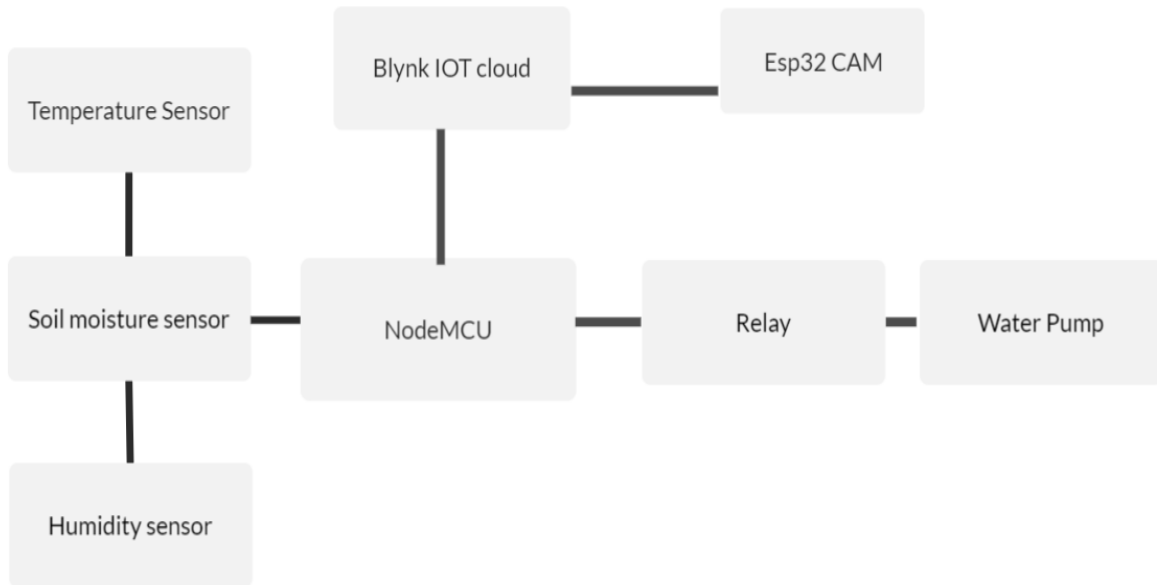 Blynk IOT cloud
Esp32 CAM
Temperature Sensor
Soil moisture sensor
NodeMCU
Relay
Water Pump
Humidity sensor